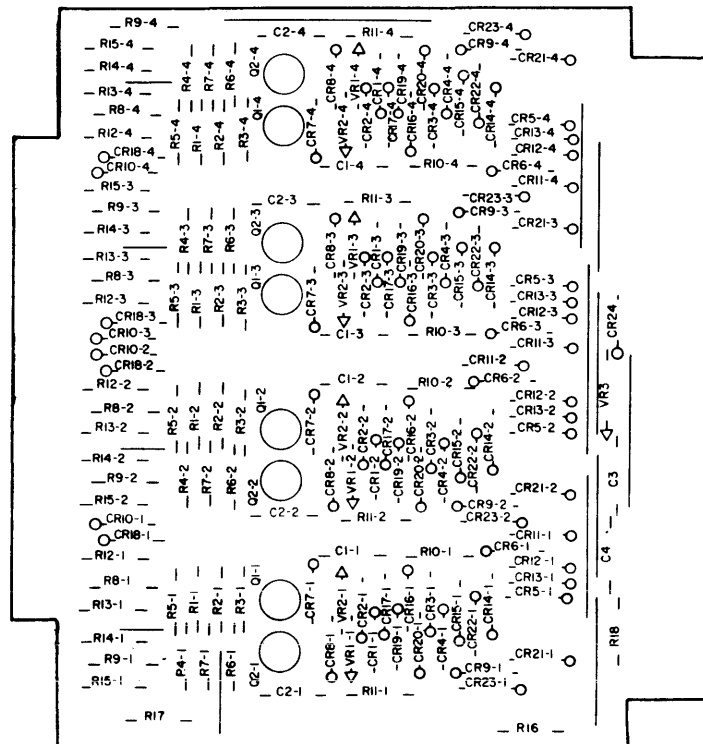 R9-4 C2-4 R11-4 CR23-4
R15-4 CR9-4
R14-4 R4-4 R7-4 R6-4 Q2-4 CR8-4 VR1-4 CR1-4 CR19-4 CR20-4 CR4-4 CR22-4 CR21-4
R13-4 CR2-4 CR17-4 CR3-4 CR15-4 CR14-4
R8-4 Q1-4 CR7-4 VR2-4 CR16-4 CR5-4
R12-4 R5-4 R1-4 R2-4 R3-4 CR13-4
CR18-4 CR12-4
CR10-4 C1-4 R10-4 CR6-4
R15-3 CR11-4
R9-3 C2-3 R11-3 CR23-3
CR9-3
R14-3 R4-3 R7-3 R6-3 Q2-3 CR8-3 VR1-3 CR1-3 CR19-3 CR20-3 CR4-3 CR22-3 CR21-3
R13-3 CR2-3 CR17-3 CR3-3 CR15-3 CR14-3
R8-3 Q1-3 CR7-3 VR2-3 CR16-3 CR5-3
R12-3 R5-3 R1-3 R2-3 R3-3 CR13-3
CR18-3 CR12-3
CR10-3 C1-3 R10-3 CR6-3 CR24
CR10-2 CR11-3
CR18-2 CR11-2
R12-2 C1-2 R10-2 CR6-2
R8-2 R5-2 R1-2 R2-2 R3-2 Q1-2 CR12-2 VR3
R13-2 CR7-2 VR2-2 CR2-2 CR17-2 CR16-2 CR3-2 CR15-2 CR14-2 CR13-2
CR5-2
R14-2 R4-2 R7-2 R6-2 Q2-2 CR8-2 VR1-2 CR1-2 CR19-2 CR20-2 CR4-2 CR22-2
R9-2 CR21-2 C3
R15-2 CR9-2
C2-2 R11-2 CR23-2
CR10-1
CR18-1 CR11-1
R12-1 C1-1 R10-1 CR6-1 C4
CR12-1
R8-1 R5-1 R1-1 R2-1 R3-1 Q1-1 CR13-1
R13-1 CR7-1 VR2-1 CR2-1 CR17-1 CR16-1 CR3-1 CR15-1 CR14-1 CR5-1
R14-1 CR8-1 VR1-1 CR1-1 CR19-1 CR20-1 CR4-1 CR22-1 R18
R9-1 R4-1 R7-1 R6-1 Q2-1 CR21-1
R15-1 CR9-1
C2-1 R11-1 CR23-1
R17 R16